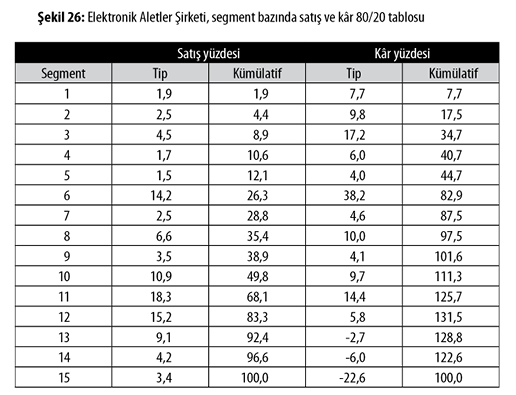 Şekil 26: Elektronik Aletler Şirketi, segment bazında satış ve kâr 80/20 tablosu
Satış yüzdesi Kâr yüzdesi
Segment Tip Kümülatif Tip Kümülatif
1 1,9 1,9 7,7 7,7
2 2,5 4,4 9,8 17,5
3 4,5 8,9 17,2 34,7
4 1,7 10,6 6,0 40,7
5 1,5 12,1 4,0 44,7
6 14,2 26,3 38,2 82,9
7 2,5 28,8 4,6 87,5
8 6,6 35,4 10,0 97,5
9 3,5 38,9 4,1 101,6
10 10,9 49,8 9,7 111,3
11 18,3 68,1 14,4 125,7
12 15,2 83,3 5,8 131,5
13 9,1 92,4 -2,7 128,8
14 4,2 96,6 -6,0 122,6
15 3,4 100,0 -22,6 100,0